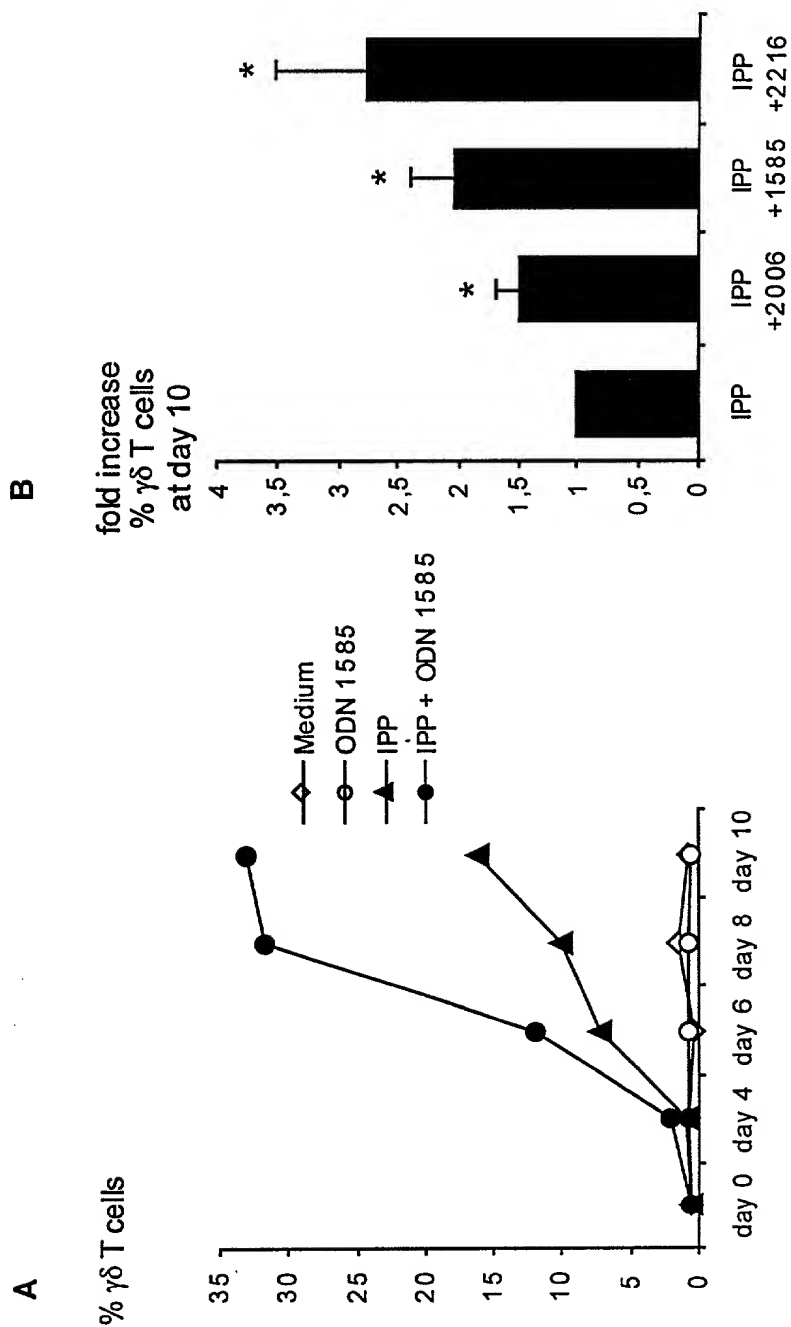 A
% γδ T cells
35
30
25
20
15
10
5
0
day 0 day 4 day 6 day 8 day 10
Medium
ODN 1585
IPP
IPP + ODN 1585
B
fold increase
% γδ T cells
at day 10
4
3,5
3
2,5
2
1,5
1
0,5
0
* * *
IPP IPP IPP IPP
+2006 +1585 +2216